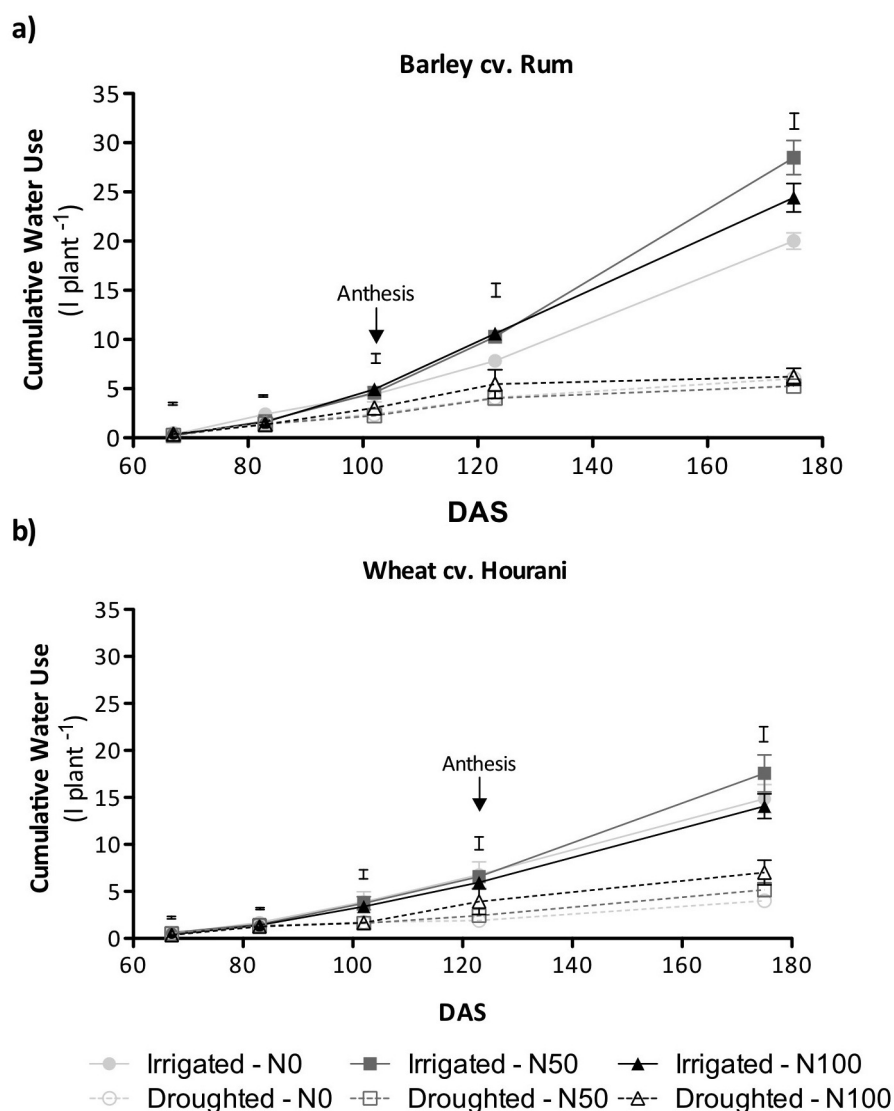 a)
Barley cv. Rum
Cumulative Water Use
(l plant -1)
35
30
25
20
15
10
5
0
Anthesis
60 80 100 120 140 160 180
DAS
b)
Wheat cv. Hourani
Cumulative Water Use
(l plant -1)
35
30
25
20
15
10
5
0
Anthesis
60 80 100 120 140 160 180
DAS
Irrigated - N0 Irrigated - N50 Irrigated - N100
Droughted - N0 Droughted - N50 Droughted - N100